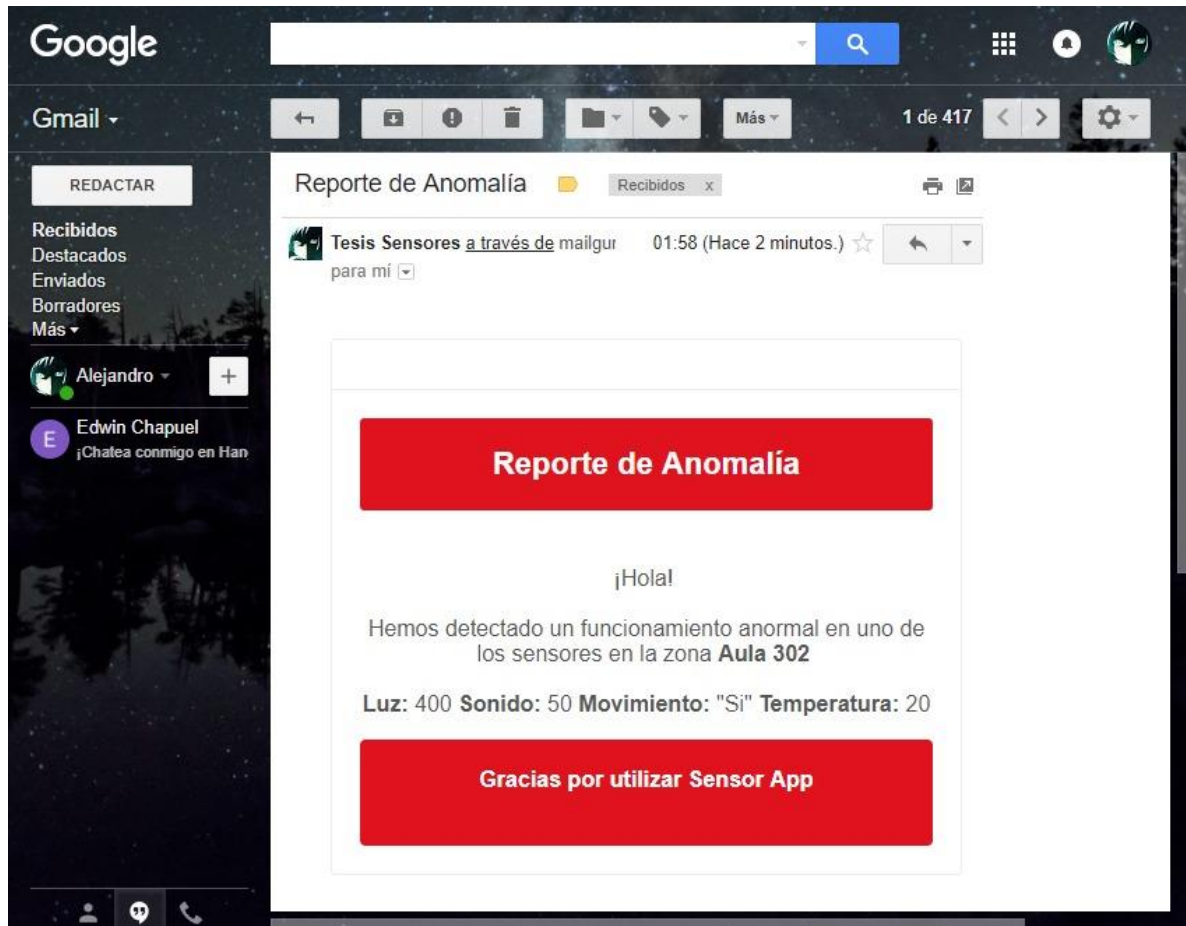 Google
Gmail
Más
1 de 417
REDACTAR
Recibidos
Destacados
Enviados
Borradores
Más
Alejandro
E
Edwin Chapuel
¡Chatea conmigo en Han
Reporte de Anomalía
Recibidos x
Tesis Sensores a través de mailgur 01:58 (Hace 2 minutos.)
para mí
Reporte de Anomalía
¡Hola!
Hemos detectado un funcionamiento anormal en uno de
los sensores en la zona Aula 302
Luz: 400 Sonido: 50 Movimiento: "Si" Temperatura: 20
Gracias por utilizar Sensor App